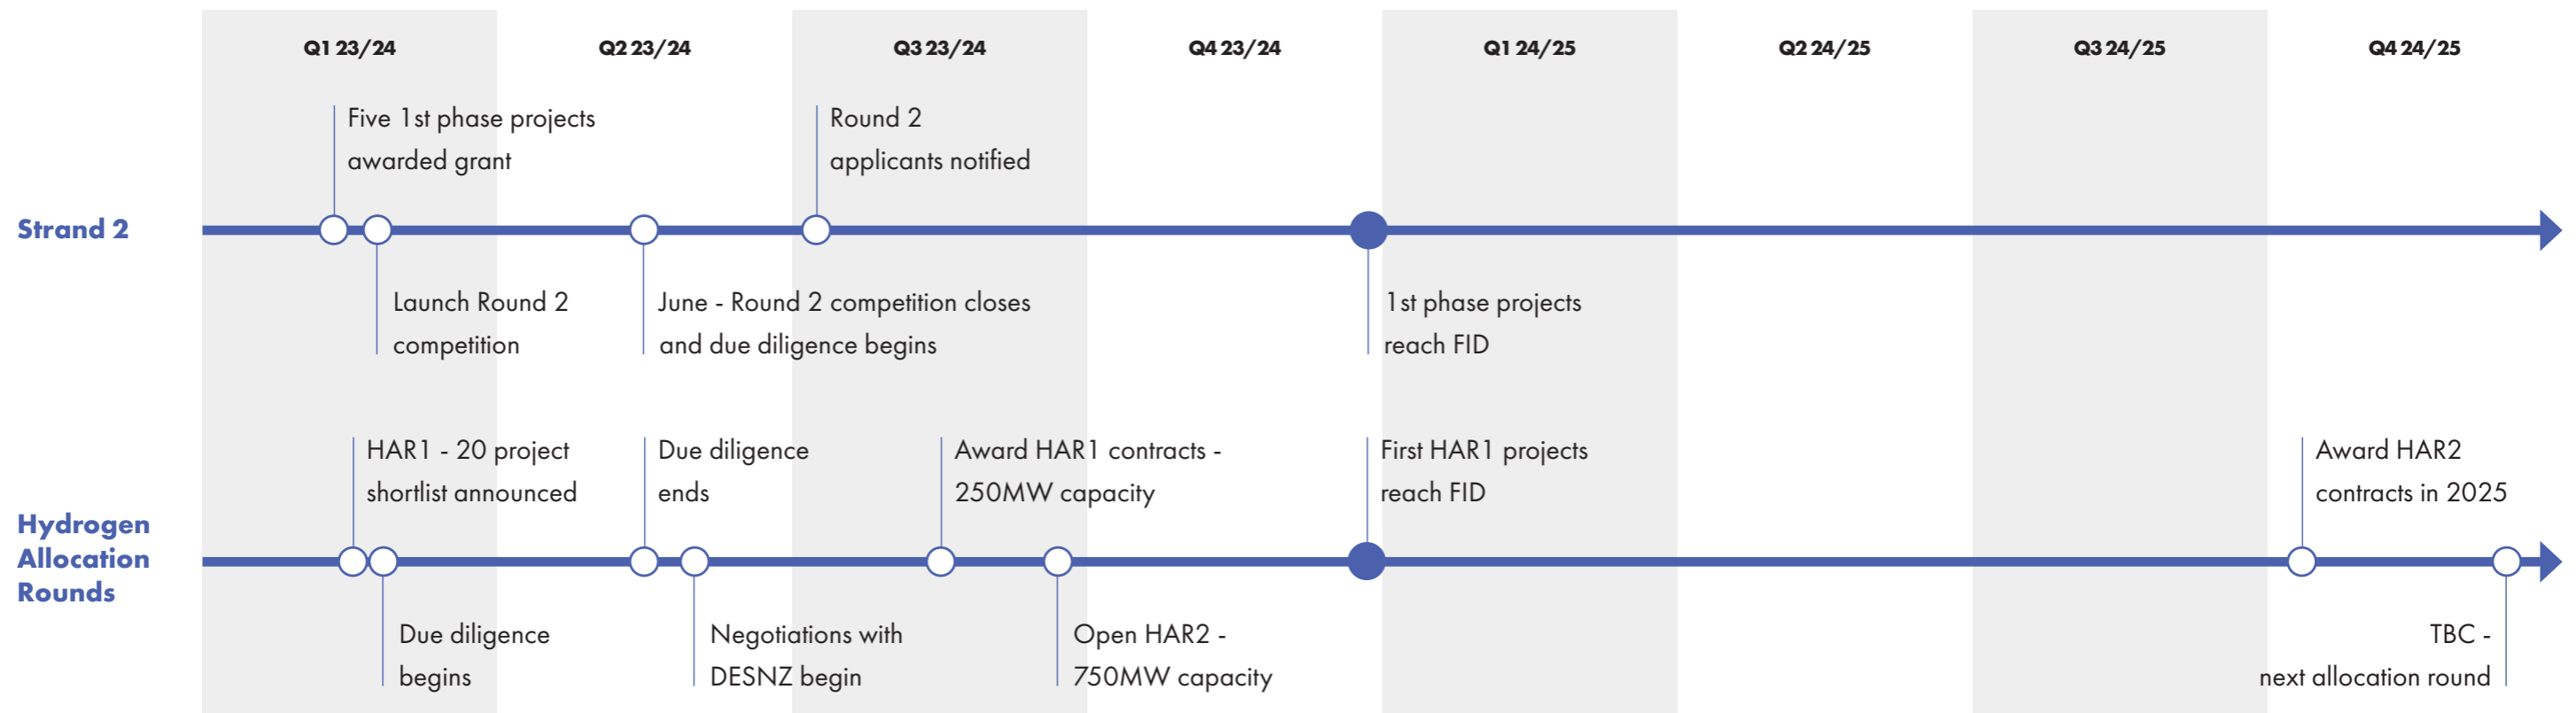 Q1 23/24
Q2 23/24
Q3 23/24
Q4 23/24
Q1 24/25
Q2 24/25
Q3 24/25
Q4 24/25
Strand 2
Five 1st phase projects
awarded grant
Launch Round 2
competition
June - Round 2 competition closes
and due diligence begins
Round 2
applicants notified
1st phase projects
reach FID
Hydrogen
Allocation
Rounds
HAR1 - 20 project
shortlist announced
Due diligence
begins
Due diligence
ends
Negotiations with
DESNZ begin
Award HAR1 contracts -
250MW capacity
Open HAR2 -
750MW capacity
First HAR1 projects
reach FID
Award HAR2
contracts in 2025
TBC -
next allocation round